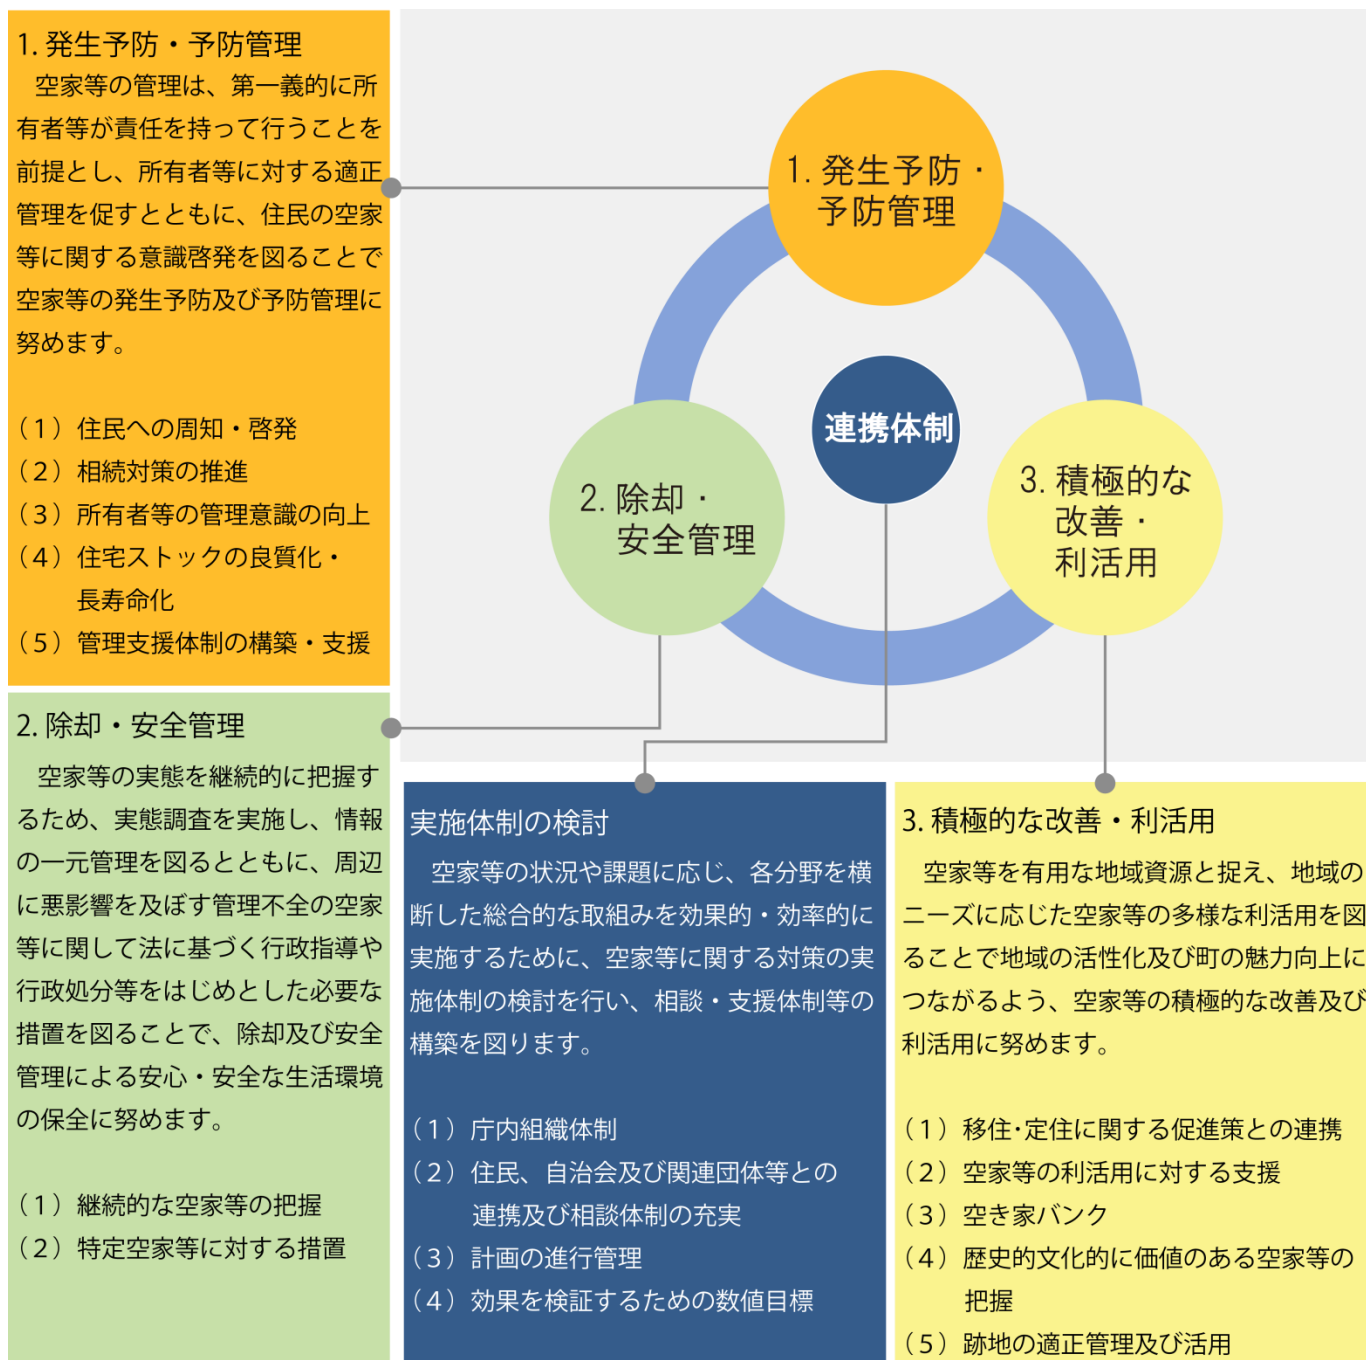 1. 発生予防・予防管理
空家等の管理は、第一義的に所
有者等が責任を持って行うことを
前提とし、所有者等に対する適正
管理を促すとともに、住民の空家
等に関する意識啓発を図ることで
空家等の発生予防及び予防管理に
努めます。
（1）住民への周知・啓発
（2）相続対策の推進
（3）所有者等の管理意識の向上
（4）住宅ストックの良質化・
長寿命化
（5）管理支援体制の構築・支援
1. 発生予防・
予防管理
連携体制
2. 除却・
安全管理
3. 積極的な
改善・
利活用
2. 除却・安全管理
空家等の実態を継続的に把握す
るため、実態調査を実施し、情報
の一元管理を図るとともに、周辺
に悪影響を及ぼす管理不全の空家
等に関して法に基づく行政指導や
行政処分等をはじめとした必要な
措置を図ることで、除却及び安全
管理による安心・安全な生活環境
の保全に努めます。
（1）継続的な空家等の把握
（2）特定空家等に対する措置
実施体制の検討
空家等の状況や課題に応じ、各分野を横
断した総合的な取組みを効果的・効率的に
実施するために、空家等に関する対策の実
施体制の検討を行い、相談・支援体制等の
構築を図ります。
（1）庁内組織体制
（2）住民、自治会及び関連団体等との
連携及び相談体制の充実
（3）計画の進行管理
（4）効果を検証するための数値目標
3. 積極的な改善・利活用
空家等を有用な地域資源と捉え、地域の
ニーズに応じた空家等の多様な利活用を図
ることで地域の活性化及び町の魅力向上に
つながるよう、空家等の積極的な改善及び
利活用に努めます。
（1）移住・定住に関する促進策との連携
（2）空家等の利活用に対する支援
（3）空き家バンク
（4）歴史的文化的に価値のある空家等の
把握
（5）跡地の適正管理及び活用